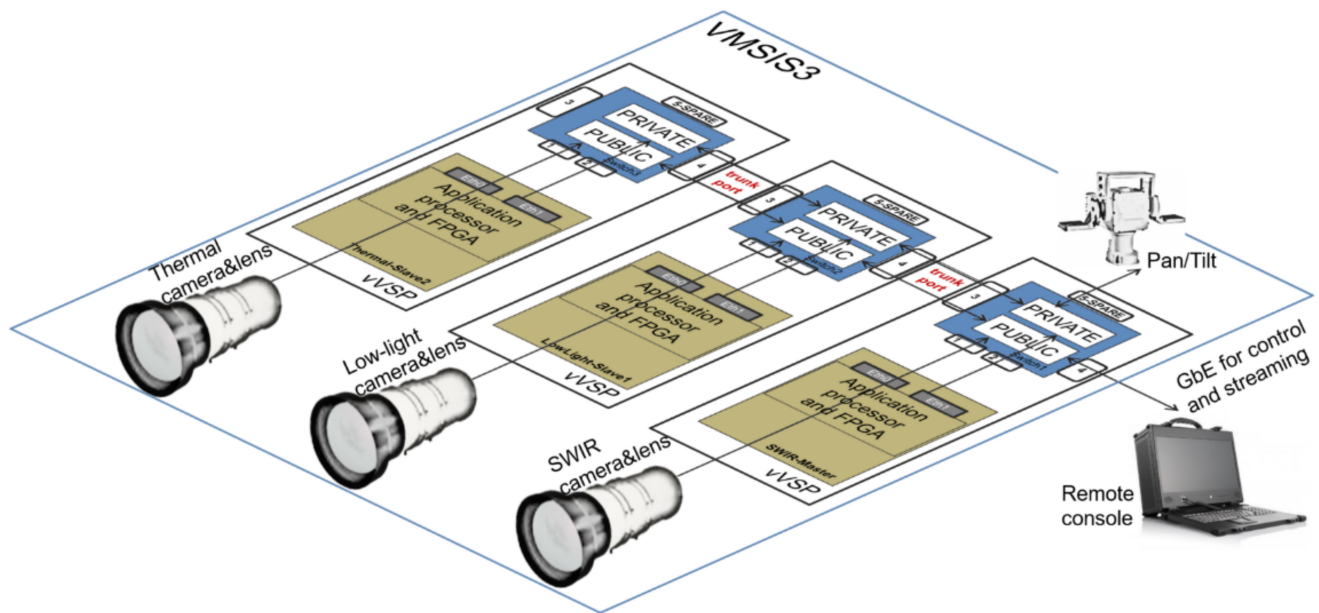 VMSIS3
3
5-SPARE
PRIVATE
PUBLIC
Switch3
1
2
4
trunk
port
Eth0
Eth1
Application
processor
and FPGA
Thermal-Slave2
vVSP
Thermal
camera&lens
3
5-SPARE
PRIVATE
PUBLIC
Switch2
1
2
4
trunk
port
Eth0
Eth1
Application
processor
and FPGA
LowLight-Slave1
vVSP
Low-light
camera&lens
3
5-SPARE
PRIVATE
PUBLIC
Switch1
1
2
4
Eth0
Eth1
Application
processor
and FPGA
SWIR-Master
vVSP
SWIR
camera&lens
Pan/Tilt
GbE for control
and streaming
Remote
console